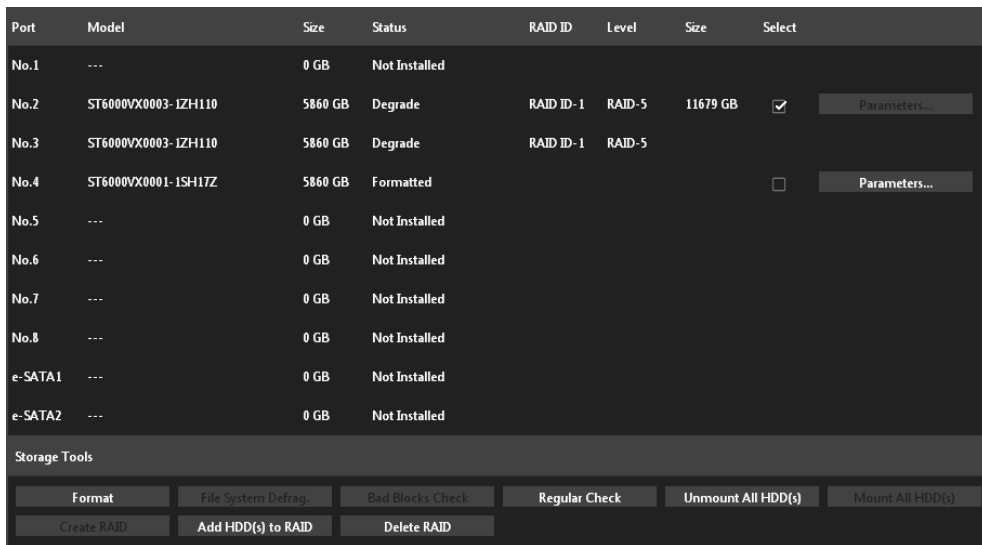 Port Model Size Status RAID ID Level Size Select
No.1 --- 0 GB Not Installed
No.2 ST6000VX0003-1ZH110 5860 GB Degrade RAID ID-1 RAID-5 11679 GB Parameters...
No.3 ST6000VX0003-1ZH110 5860 GB Degrade RAID ID-1 RAID-5
No.4 ST6000VX0001-1SH17Z 5860 GB Formatted Parameters...
No.5 --- 0 GB Not Installed
No.6 --- 0 GB Not Installed
No.7 --- 0 GB Not Installed
No.8 --- 0 GB Not Installed
e-SATA1 --- 0 GB Not Installed
e-SATA2 --- 0 GB Not Installed
Storage Tools
Format File System Defrag. Bad Blocks Check Regular Check Unmount All HDD(s) Mount All HDD(s)
Create RAID Add HDD(s) to RAID Delete RAID